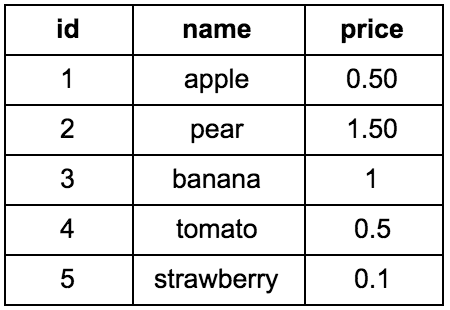 id name price
1 apple 0.50
2 pear 1.50
3 banana 1
4 tomato 0.5
5 strawberry 0.1